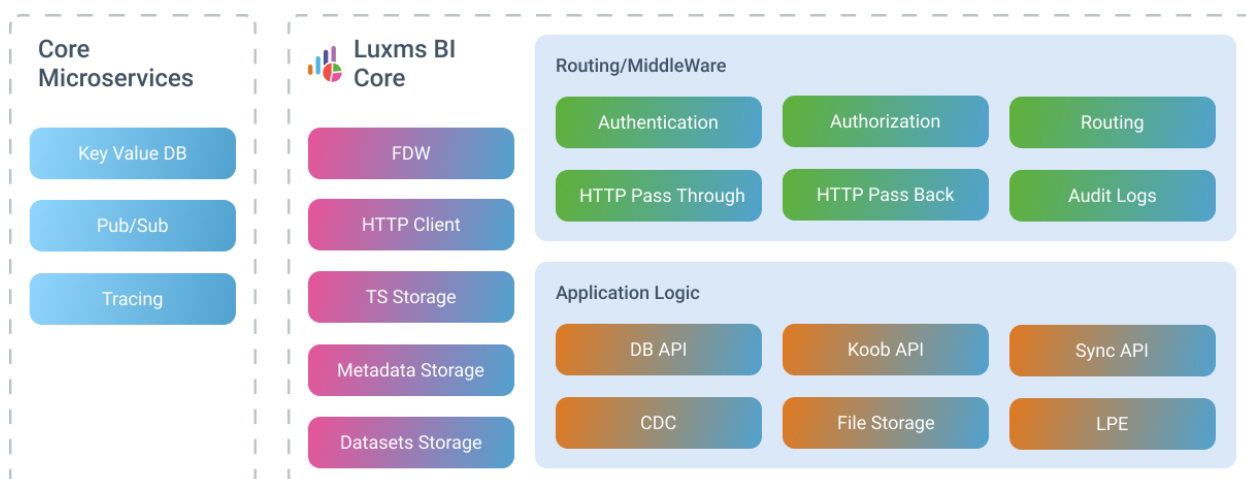 Core
Microservices
Key Value DB
Pub/Sub
Tracing
Luxms BI
Core
FDW
HTTP Client
TS Storage
Metadata Storage
Datasets Storage
Routing/MiddleWare
Authentication
Authorization
Routing
HTTP Pass Through
HTTP Pass Back
Audit Logs
Application Logic
DB API
Koob API
Sync API
CDC
File Storage
LPE